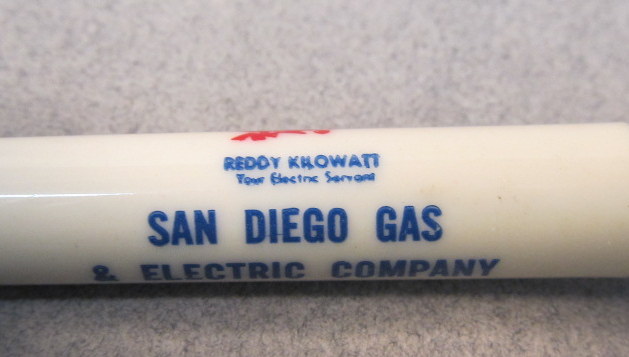 REDDY KILOWATT
Your Electric Servant
SAN DIEGO GAS
& ELECTRIC COMPANY